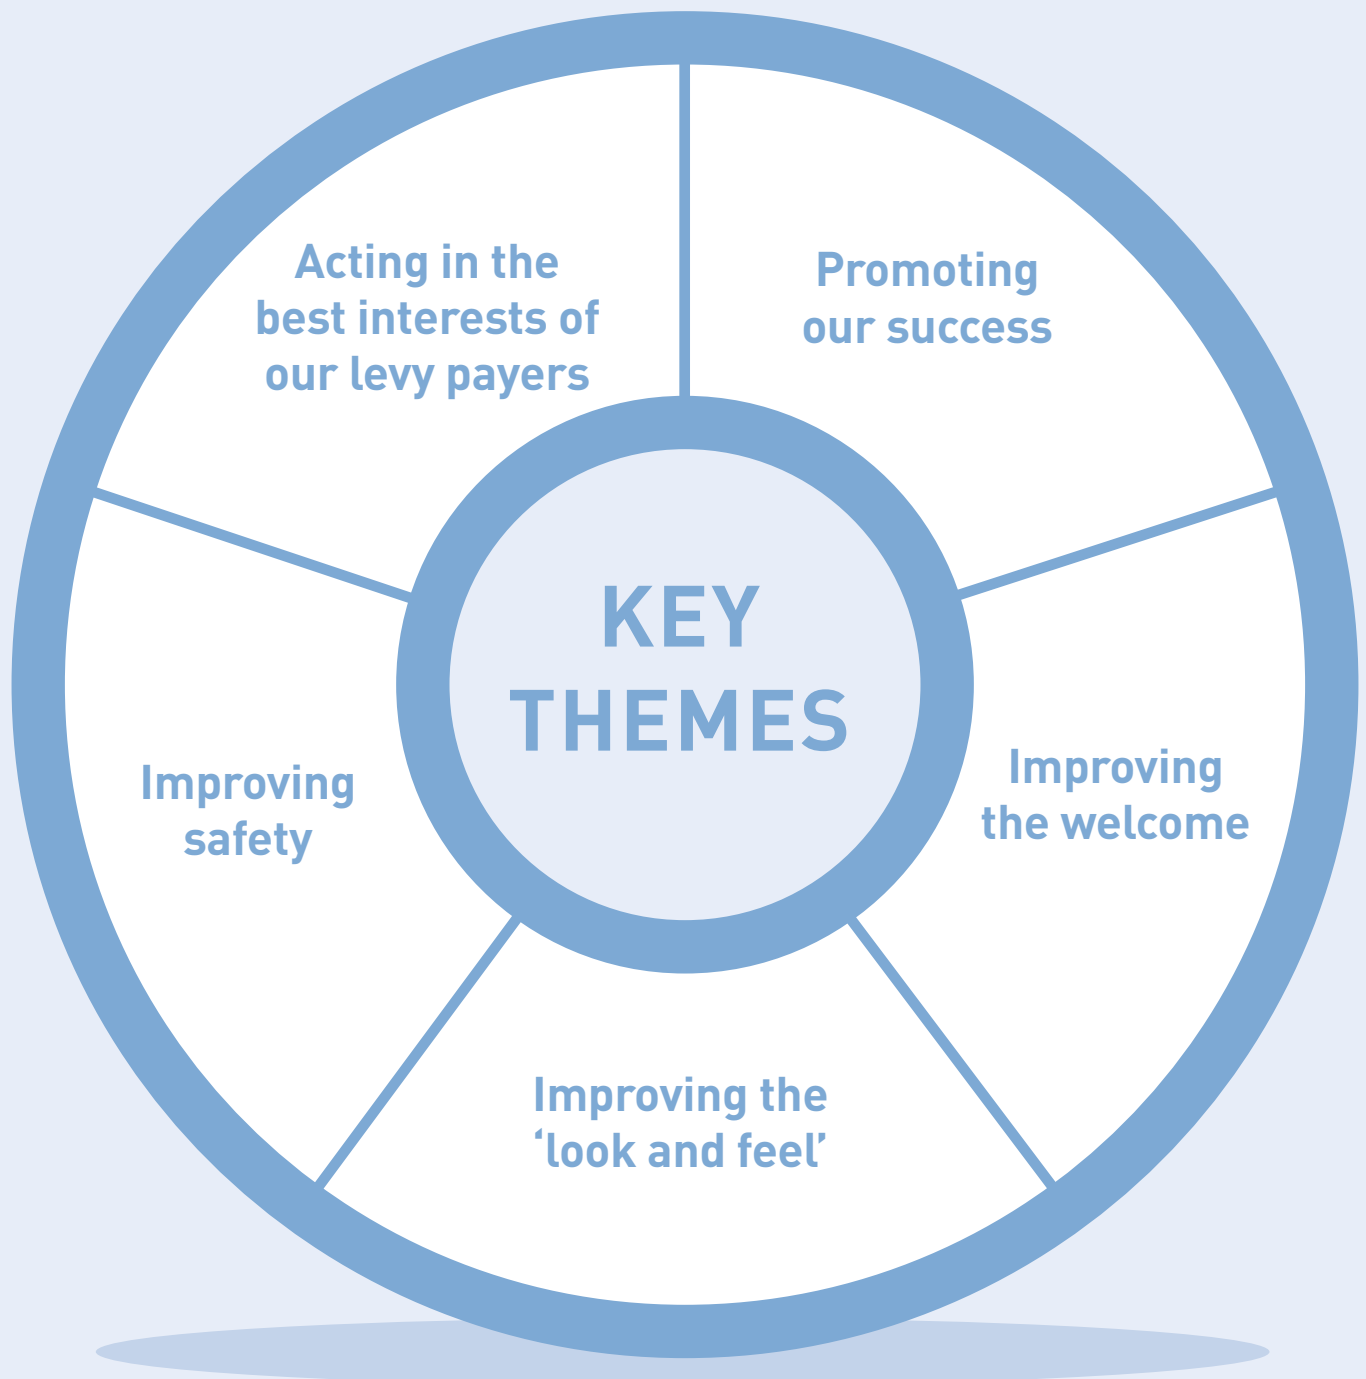 Acting in the
best interests of
our levy payers
Promoting
our success
KEY
THEMES
Improving
safety
Improving
the welcome
Improving the
‘look and feel’